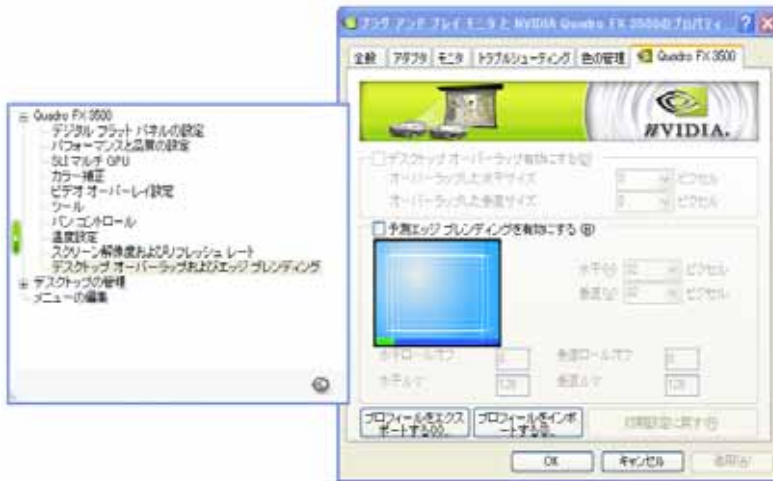 プラグ アンド プレイ モニタ と NVIDIA Quadro FX 3500のプロパティ
全般
アダプタ
モニタ
トラブルシューティング
色の管理
Quadro FX 3500
NVIDIA.
Quadro FX 3500
デジタル フラット パネルの設定
パフォーマンスと品質の設定
SLI マルチ GPU
カラー補正
ビデオ オーバーレイ設定
ツール
パン コントロール
温度設定
スクリーン解像度およびリフレッシュ レート
デスクトップ オーバーラップおよびエッジ ブレンディング
デスクトップの管理
メニューの編集
デスクトップ オーバーラップ有効にする
オーバーラップした水平サイズ
0
ピクセル
オーバーラップした垂直サイズ
0
ピクセル
予測エッジ ブレンディングを有効にする
水平
ピクセル
垂直
ピクセル
水平ロールオフ
垂直ロールオフ
水平ルマ
128
垂直ルマ
128
プロフィールをエクスポートする
プロフィールをインポートする
初期設定に戻す
OK
キャンセル
適用